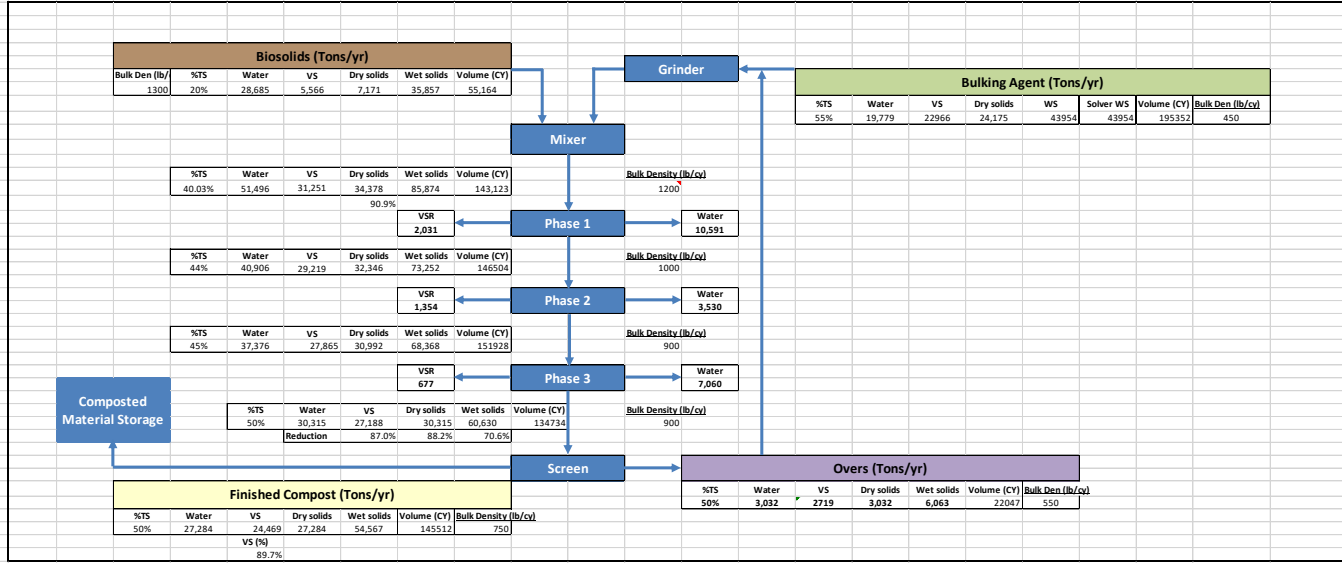 Biosolids (Tons/yr)
Grinder
Bulk Den (lb/ %TS Water VS Dry solids Wet solids Volume (CY)
1300 20% 28,685 5,566 7,171 35,857 55,164
Bulking Agent (Tons/yr)
%TS Water VS Dry solids WS Solver WS Volume (CY) Bulk Den (lb/cy)
55% 19,779 22966 24,175 43954 43954 195352 450
Mixer
%TS Water VS Dry solids Wet solids Volume (CY) Bulk Density (lb/cy)
40.03% 51,496 31,251 34,378 85,874 143,123 1200
90.9%
VSR Phase 1 Water
2,031 10,591
%TS Water VS Dry solids Wet solids Volume (CY) Bulk Density (lb/cy)
44% 40,906 29,219 32,346 73,252 146504 1000
VSR Phase 2 Water
1,354 3,530
%TS Water VS Dry solids Wet solids Volume (CY) Bulk Density (lb/cy)
45% 37,376 27,865 30,992 68,368 151928 900
VSR Phase 3 Water
677 7,060
Composted
Material Storage
%TS Water VS Dry solids Wet solids Volume (CY) Bulk Density (lb/cy)
50% 30,315 27,188 30,315 60,630 134734 900
Reduction 87.0% 88.2% 70.6%
Screen
Overs (Tons/yr)
%TS Water VS Dry solids Wet solids Volume (CY) Bulk Den (lb/cy)
50% 3,032 2719 3,032 6,063 22047 550
Finished Compost (Tons/yr)
%TS Water VS Dry solids Wet solids Volume (CY) Bulk Density (lb/cy)
50% 27,284 24,469 27,284 54,567 145512 750
VS (%)
89.7%